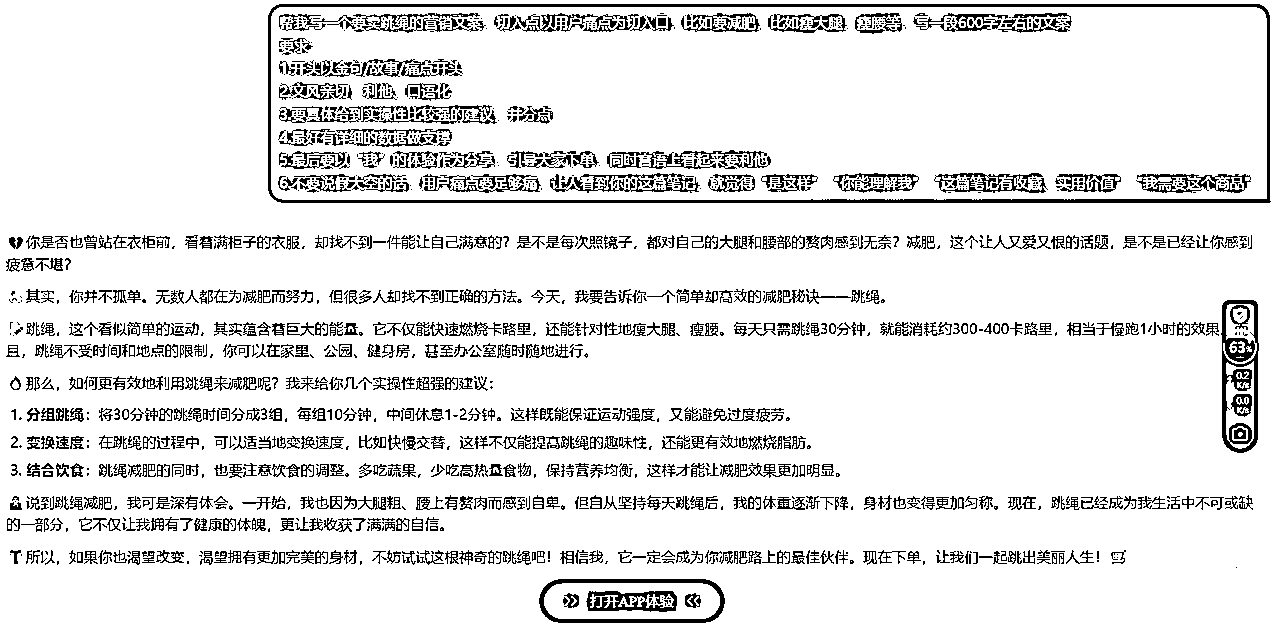 帮我写一个要卖跳绳的营销文案，切入点以用户痛点为切入口，比如要减肥，比如瘦大腿，瘦腰等，写一段600字左右的文案
要求
1.开头以金句/故事/痛点开头
2.文风亲切，利他，口语化
3.要具体给到实操性比较强的建议，并分点
4.最好有详细的数据做支撑
5.最后要以“我”的体验作为分享，引导大家下单，同时言语上看起来要利他
6.不要说假大空的话，用户痛点要足够痛，让人看到你的这篇笔记，就觉得“是这样”“你能理解我”“这篇笔记有收藏、实用价值”“我需要这个商品”
💔你是否也曾站在衣柜前，看着满柜子的衣服，却找不到一件能让自己满意的？是不是每次照镜子，都对自己的大腿和腰部的赘肉感到无奈？减肥，这个让人又爱又恨的话题，是不是已经让你感到
疲惫不堪？
其实，你并不孤单。无数人都在为减肥而努力，但很多人却找不到正确的方法。今天，我要告诉你一个简单却高效的减肥秘诀——跳绳。
跳绳，这个看似简单的运动，其实蕴含着巨大的能量。它不仅能快速燃烧卡路里，还能针对性地瘦大腿、瘦腰。每天只需跳绳30分钟，就能消耗约300-400卡路里，相当于慢跑1小时的效果。
且，跳绳不受时间和地点的限制，你可以在家里、公园、健身房，甚至办公室随时随地进行。
那么，如何更有效地利用跳绳来减肥呢？我来给你几个实操性超强的建议：
1. 分组跳绳：将30分钟的跳绳时间分成3组，每组10分钟，中间休息1-2分钟。这样既能保证运动强度，又能避免过度疲劳。
2. 变换速度：在跳绳的过程中，可以适当地变换速度，比如快慢交替，这样不仅能提高跳绳的趣味性，还能更有效地燃烧脂肪。
3. 结合饮食：跳绳减肥的同时，也要注意饮食的调整。多吃蔬果，少吃高热量食物，保持营养均衡，这样才能让减肥效果更加明显。
说到跳绳减肥，我可是深有体会。一开始，我也因为大腿粗、腰上有赘肉而感到自卑。但自从坚持每天跳绳后，我的体重逐渐下降，身材也变得更加匀称。现在，跳绳已经成为我生活中不可或缺
的一部分，它不仅让我拥有了健康的体魄，更让我收获了满满的自信。
所以，如果你也渴望改变，渴望拥有更加完美的身材，不妨试试这根神奇的跳绳吧！相信我，它一定会成为你减肥路上的最佳伙伴。现在下单，让我们一起跳出美丽人生！
打开APP体验
63%
0.2
K/s
0.0
K/s